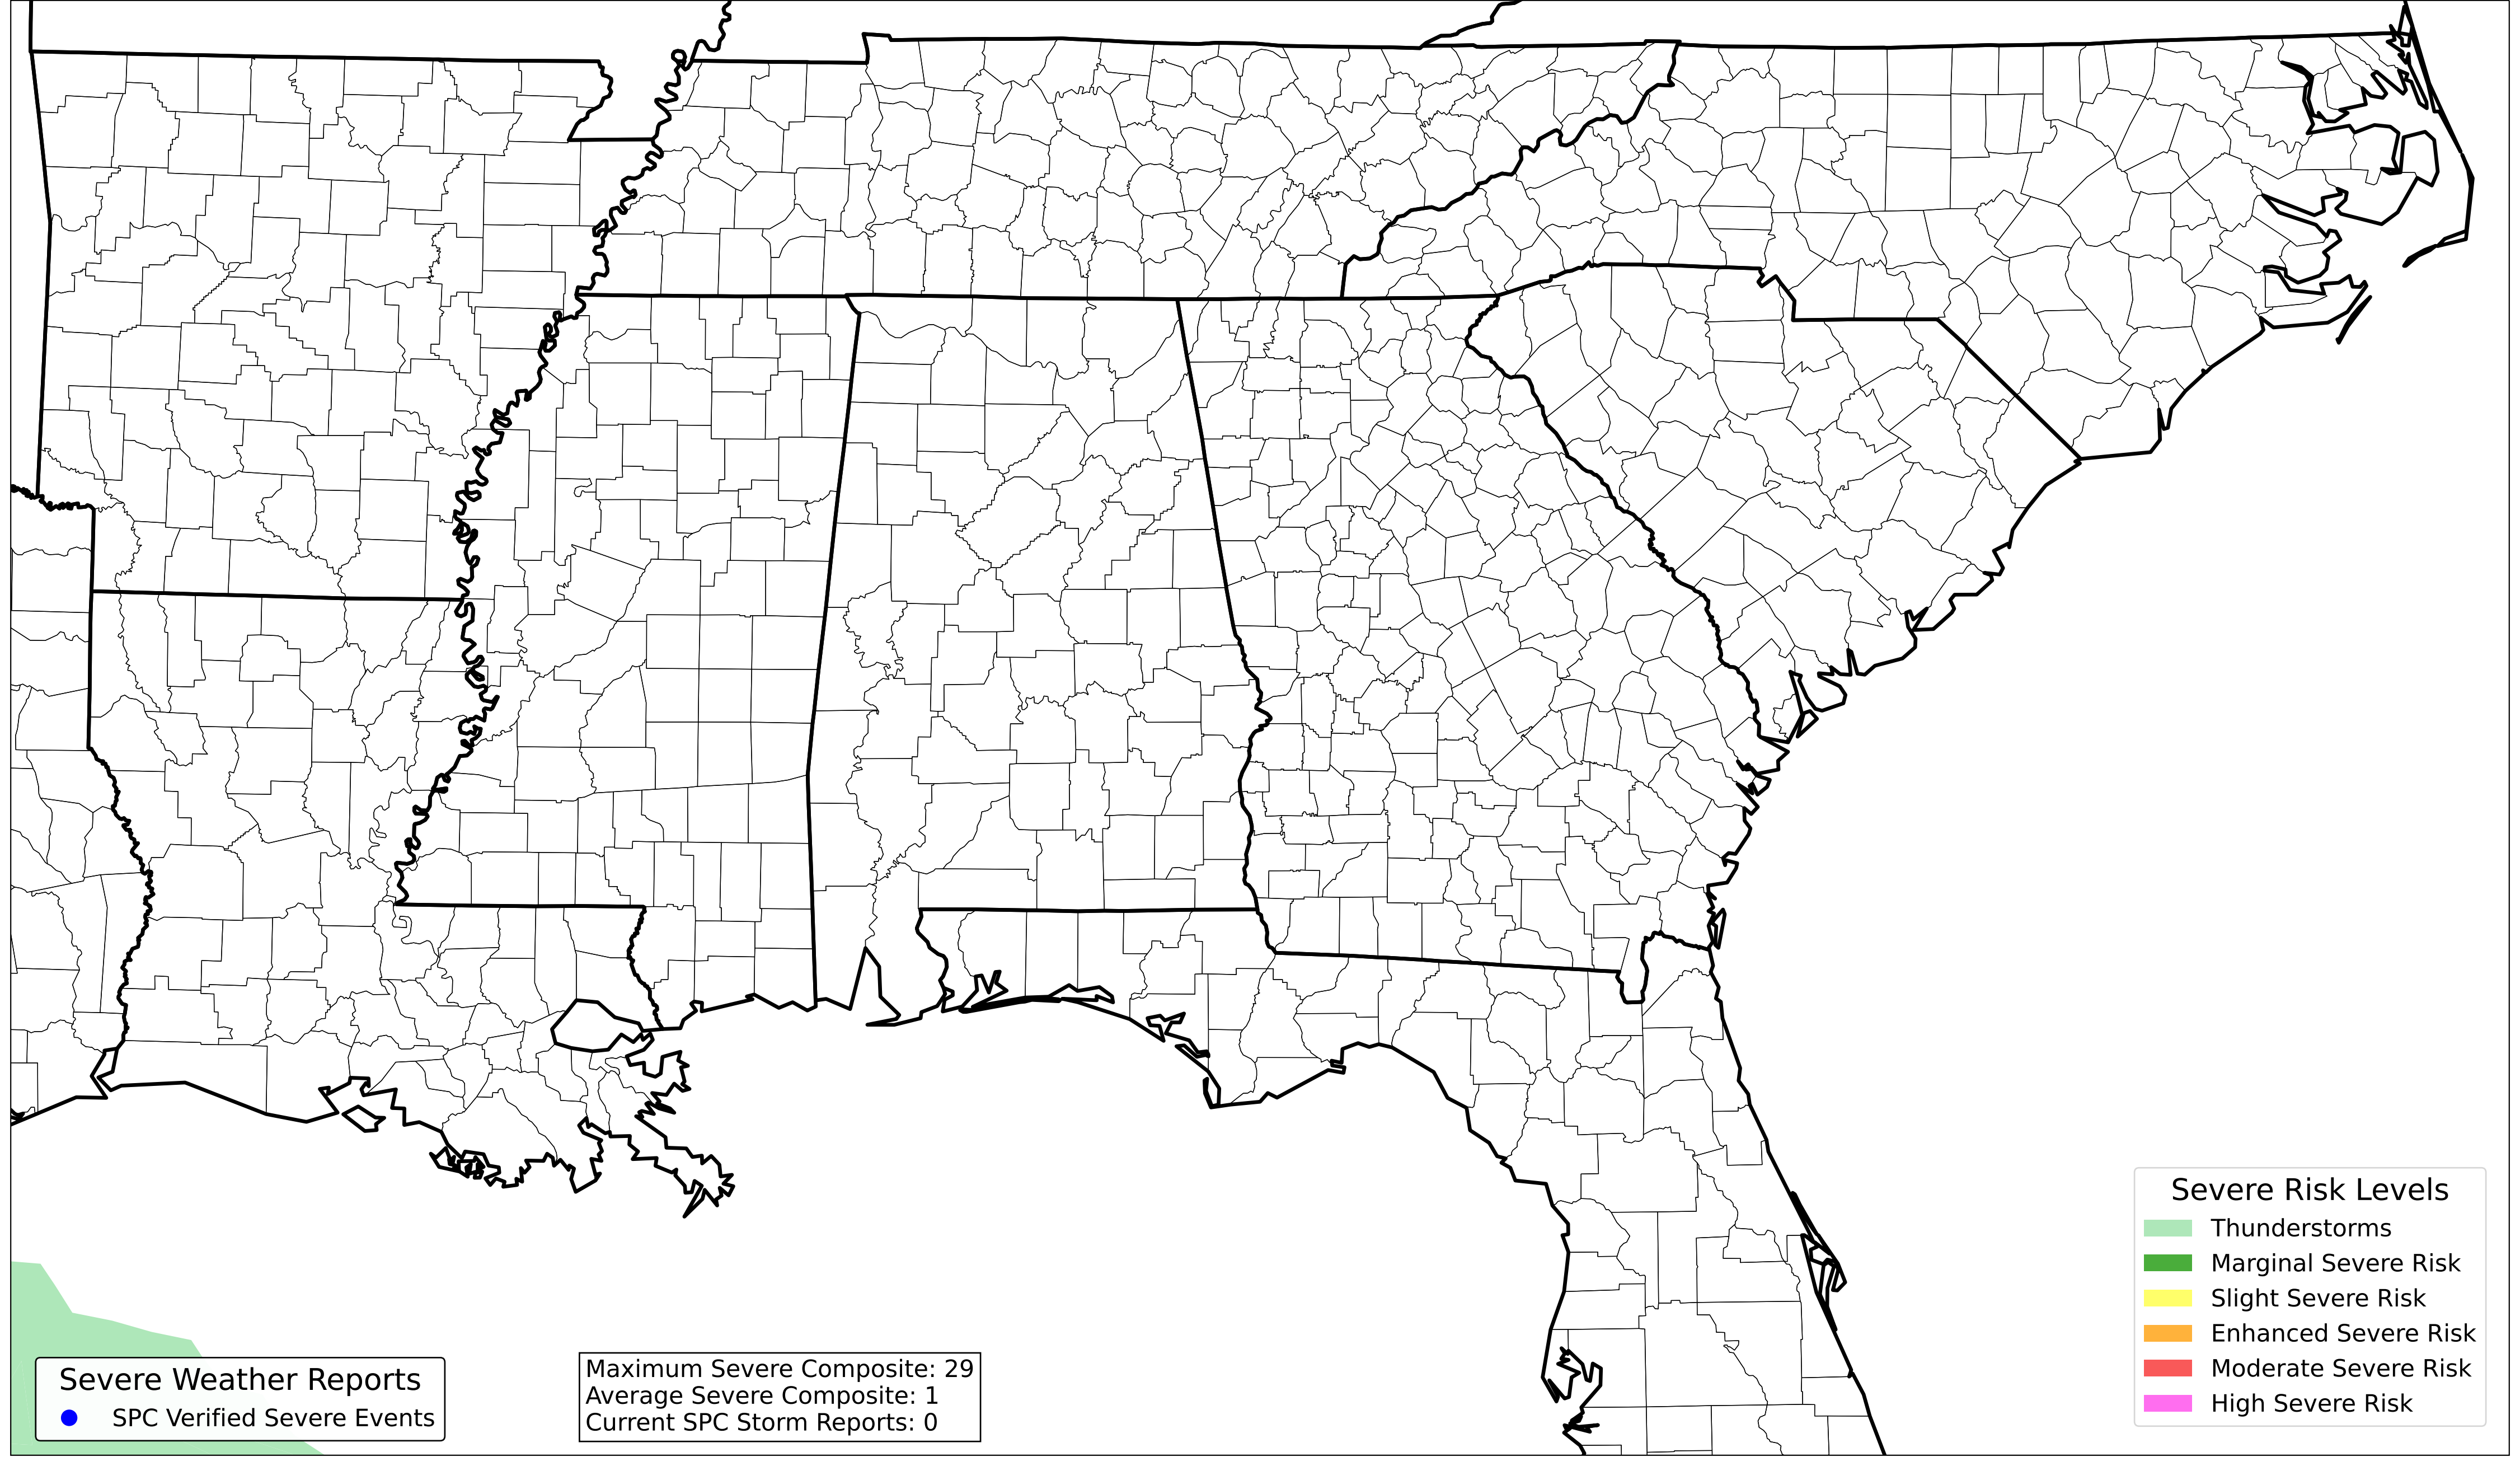 Severe Risk Levels
Thunderstorms
Marginal Severe Risk
Slight Severe Risk
Enhanced Severe Risk
Moderate Severe Risk
High Severe Risk
Severe Weather Reports
SPC Verified Severe Events
Maximum Severe Composite: 29
Average Severe Composite: 1
Current SPC Storm Reports: 0